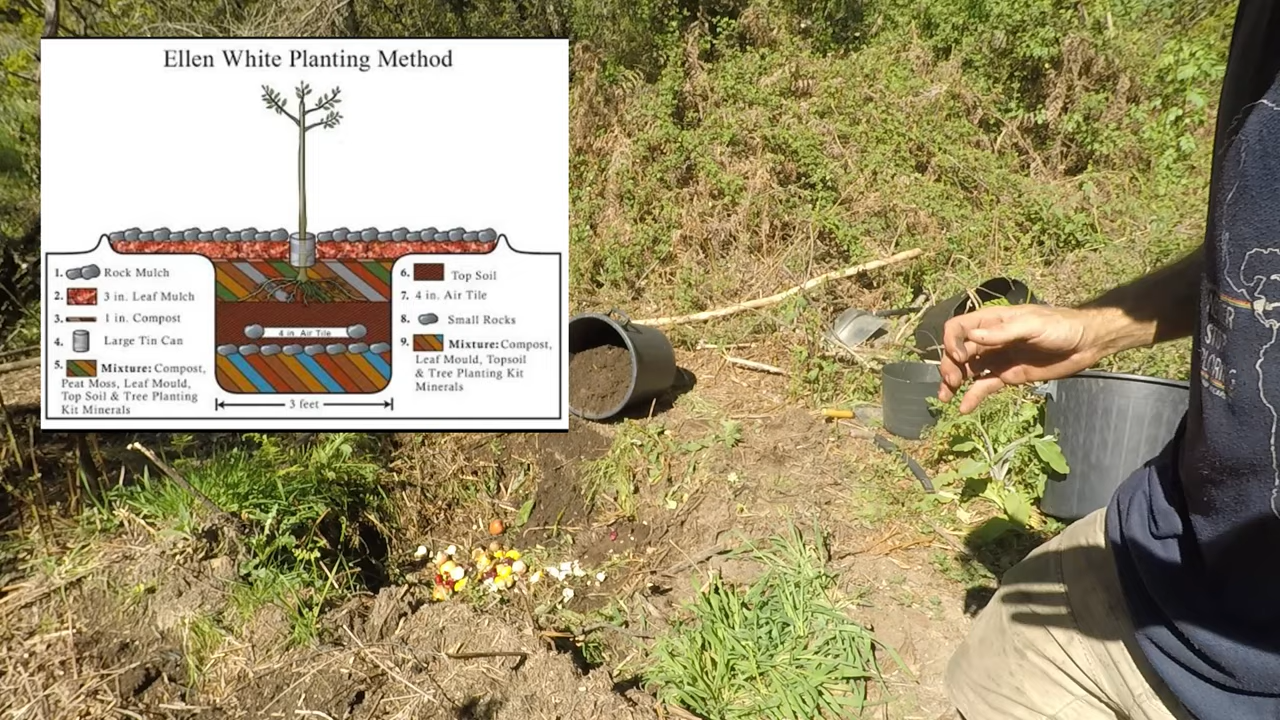 Ellen White Planting Method
1. Rock Mulch
2. 3 in. Leaf Mulch
3. 1 in. Compost
4. Large Tin Can
5. Mixture: Compost,
Peat Moss, Leaf Mould,
Top Soil & Tree Planting
Kit Minerals
4 in. Air Tile
3 feet
6. Top Soil
7. 4 in. Air Tile
8. Small Rocks
9. Mixture: Compost,
Leaf Mould, Topsoil
& Tree Planting Kit
Minerals